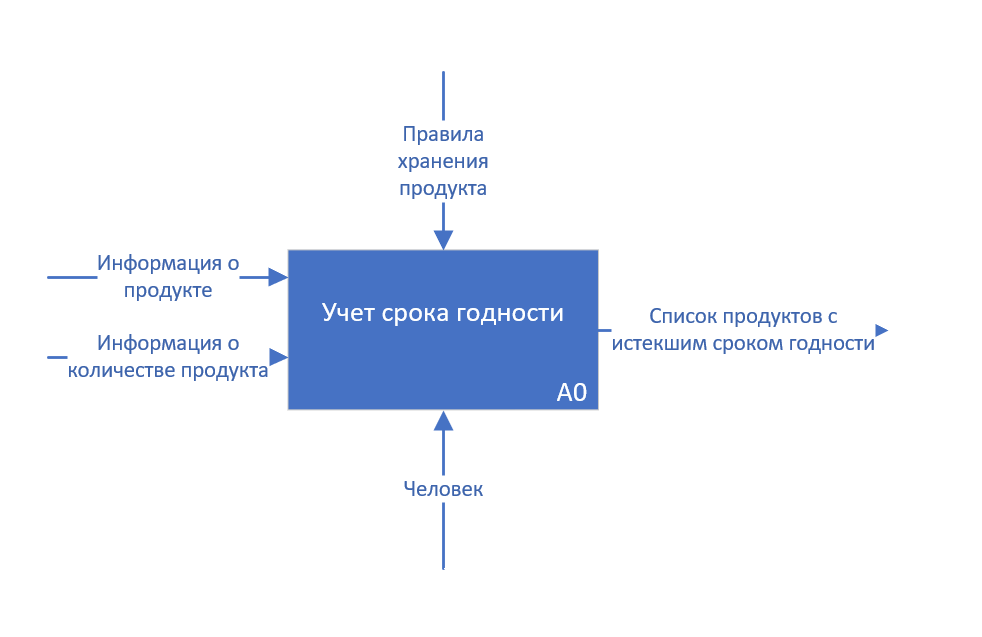 Правила
хранения
продукта
Информация о
продукте
Учет срока годности
Информация о
количестве продукта
Список продуктов с
истекшим сроком годности
A0
Человек